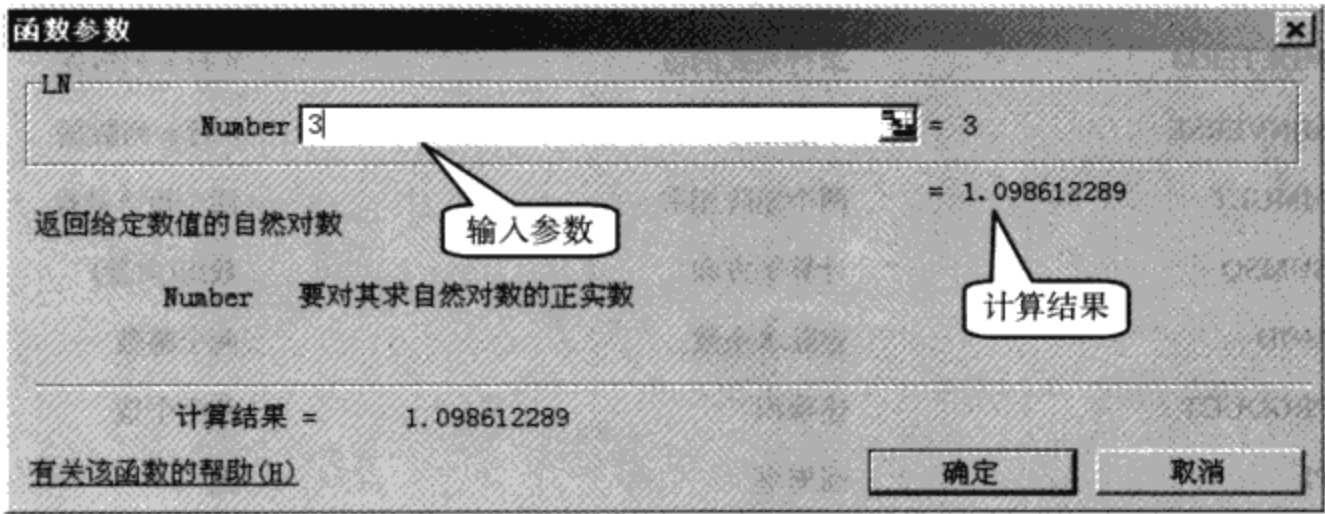 函数参数
LN
Number 3 = 3
= 1.098612289
返回给定数值的自然对数
输入参数
Number 要对其求自然对数的正实数
计算结果
计算结果 = 1.098612289
有关该函数的帮助(H)
确定 取消